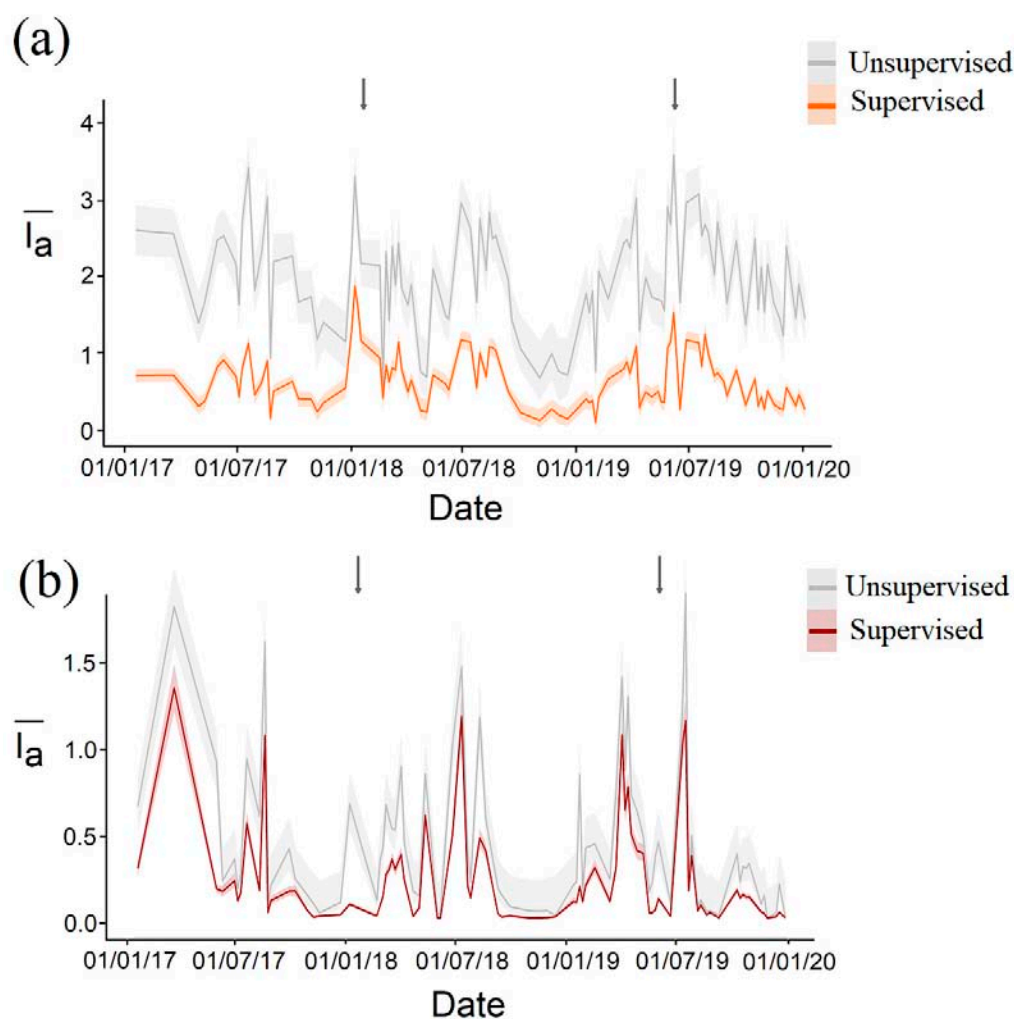 (a)
Unsupervised
Supervised
4
3
2
1
0
Ia
01/01/17 01/07/17 01/01/18 01/07/18 01/01/19 01/07/19 01/01/20
Date
(b)
Unsupervised
Supervised
1.5
1.0
0.5
0.0
Ia
01/01/17 01/07/17 01/01/18 01/07/18 01/01/19 01/07/19 01/01/20
Date